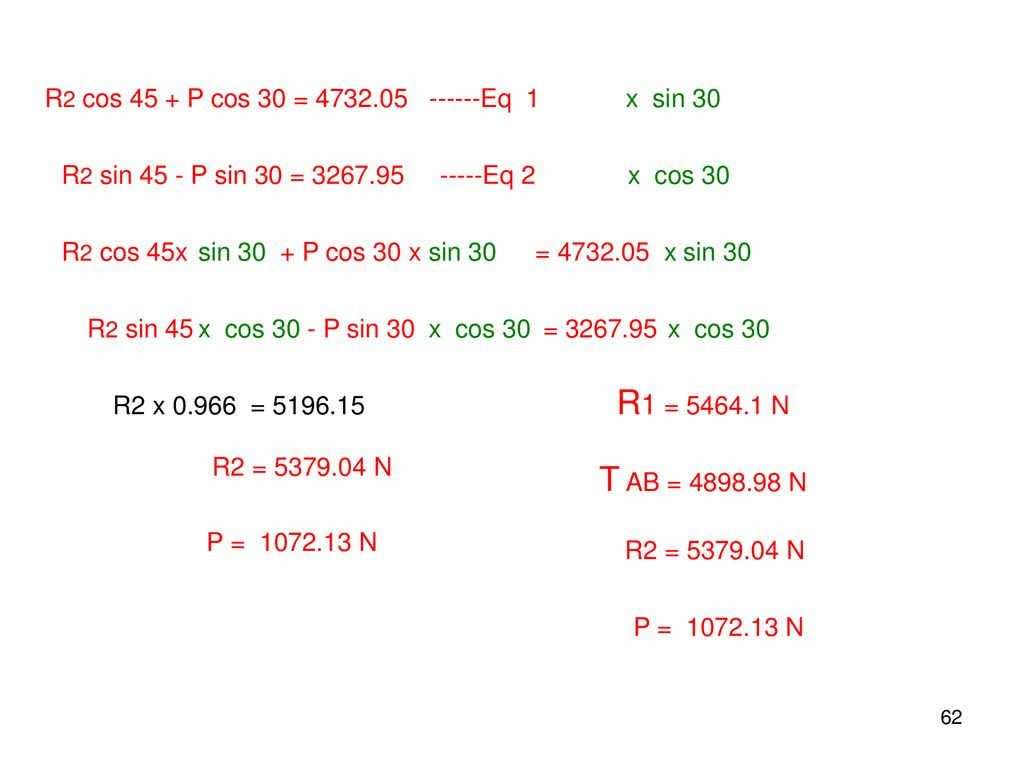 R2 cos 45 + P cos 30 = 4732.05 ------Eq 1 x sin 30
R2 sin 45 - P sin 30 = 3267.95 -----Eq 2 x cos 30
R2 cos 45x sin 30 + P cos 30 x sin 30 = 4732.05 x sin 30
R2 sin 45 x cos 30 - P sin 30 x cos 30 = 3267.95 x cos 30
R2 x 0.966 = 5196.15
R1 = 5464.1 N
R2 = 5379.04 N
T AB = 4898.98 N
P = 1072.13 N
R2 = 5379.04 N
P = 1072.13 N
62